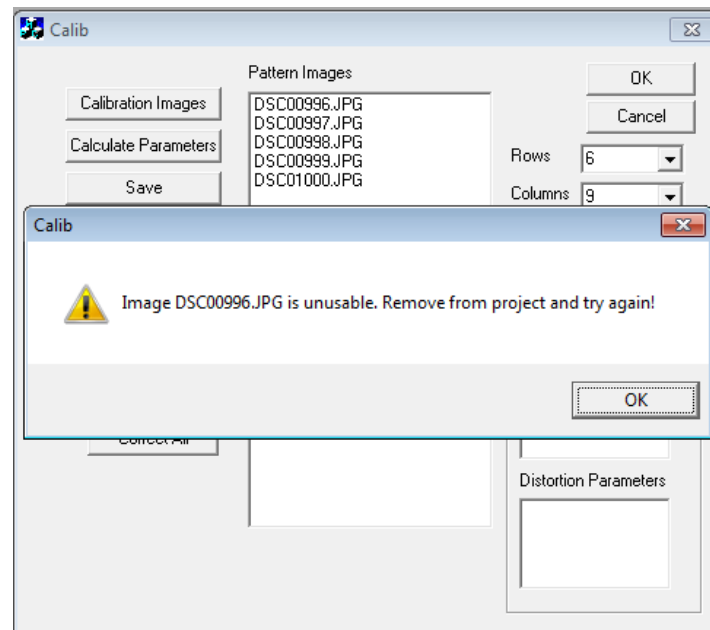 Calib
Pattern Images
OK
Calibration Images
DSC00996.JPG
DSC00997.JPG
Cancel
Calculate Parameters
DSC00998.JPG
DSC00999.JPG
Rows 6
Save
DSC01000.JPG
Columns 9
Calib
Image DSC00996.JPG is unusable. Remove from project and try again!
OK
Correct All
Distortion Parameters